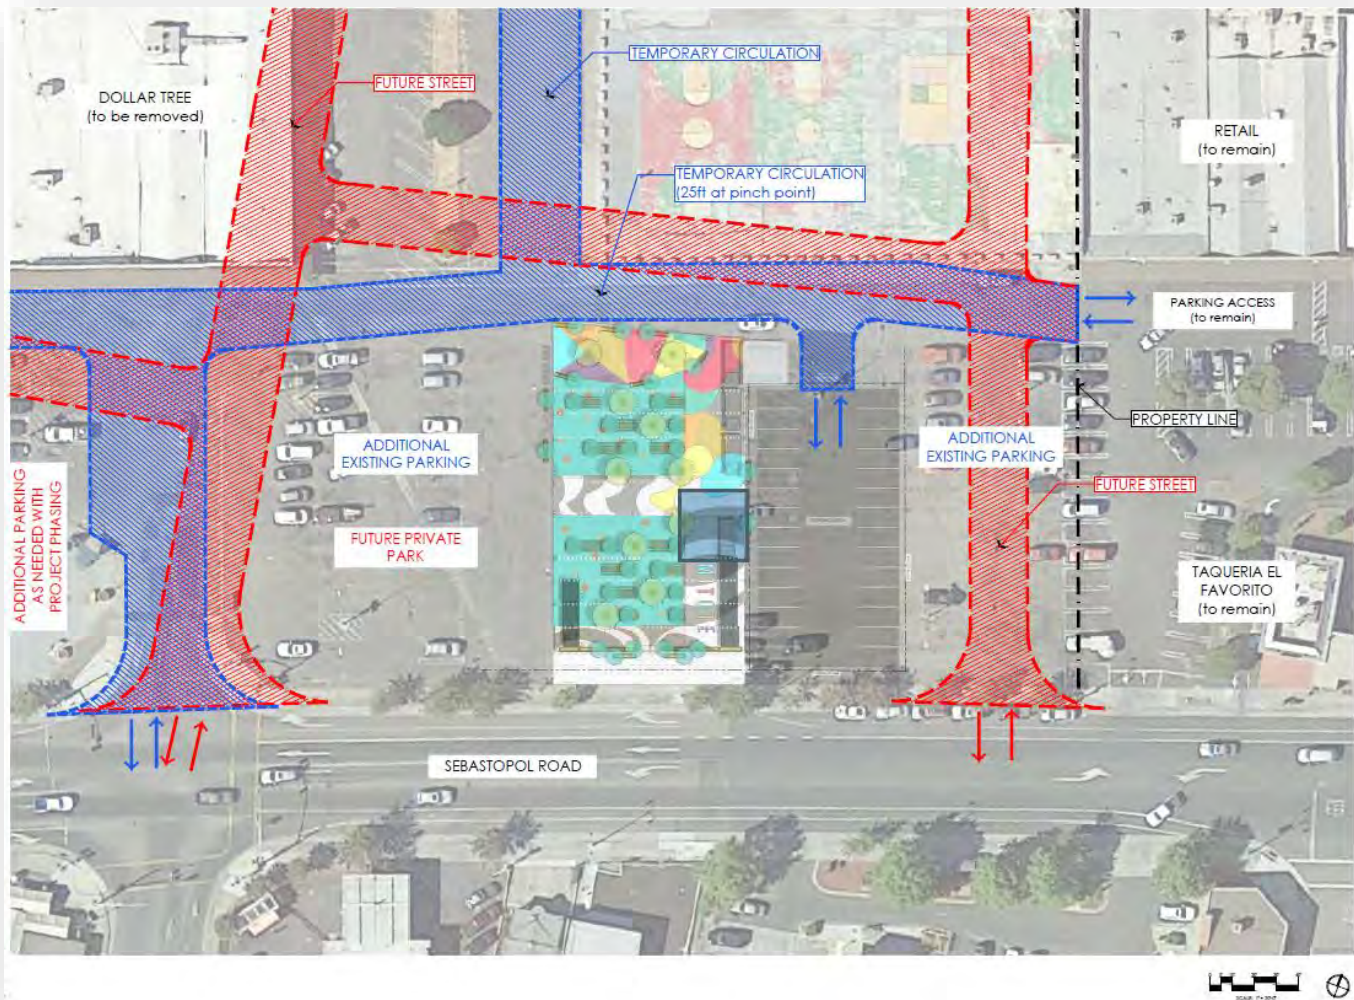 TEMPORARY CIRCULATION
FUTURE STREET
DOLLAR TREE
(to be removed)
RETAIL
(to remain)
TEMPORARY CIRCULATION
(25ft at pinch point)
PARKING ACCESS
(to remain)
PROPERTY LINE
ADDITIONAL
EXISTING PARKING
ADDITIONAL
EXISTING PARKING
FUTURE STREET
ADDITIONAL PARKING
AS NEEDED WITH
PROJECT PHASING
FUTURE PRIVATE
PARK
TAQUERIA EL
FAVORITO
(to remain)
SEBASTOPOL ROAD